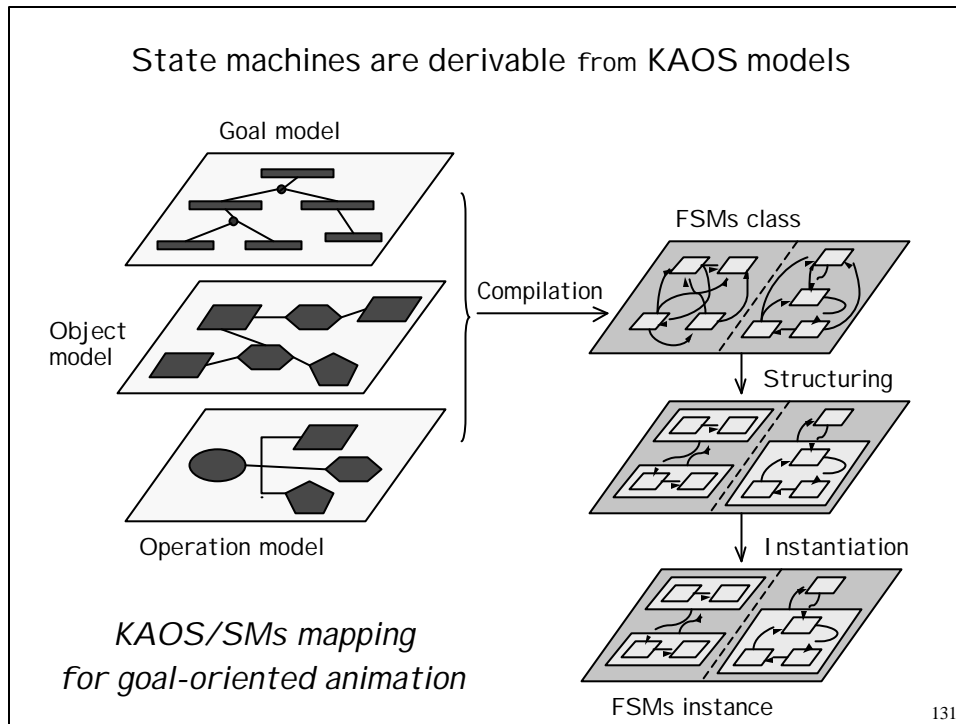 State machines are derivable from KAOS models
Goal model
Object
model
Operation model
Compilation
FSMs class
Structuring
Instantiation
FSMs instance
KAOS/SMs mapping
for goal-oriented animation
131